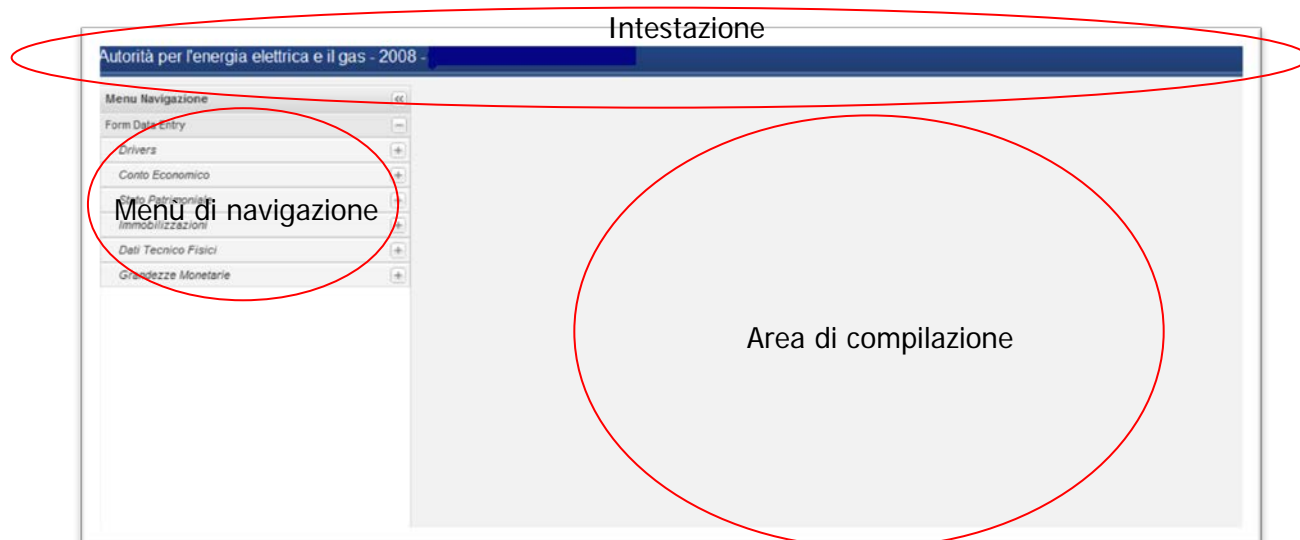 Intestazione
Autorità per l'energia elettrica e il gas - 2008 -
Menu Navigazione
Form Data Entry
Drivers
Conto Economico
Stato Patrimoniale
Menù di navigazione
Immobilizzazioni
Dati Tecnico Fisici
Grandezze Monetarie
Area di compilazione